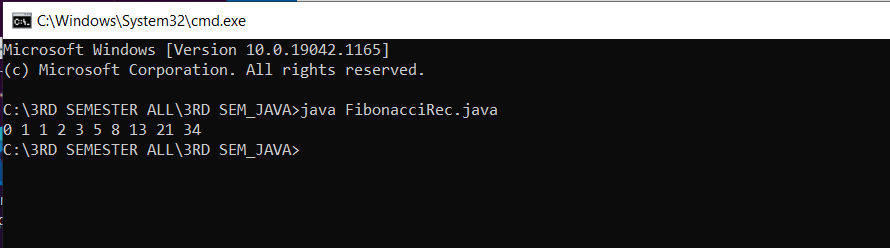 C:\Windows\System32\cmd.exe
Microsoft Windows [Version 10.0.19042.1165]
(c) Microsoft Corporation. All rights reserved.
C:\3RD SEMESTER ALL\3RD SEM_JAVA>java FibonacciRec.java
0 1 1 2 3 5 8 13 21 34
C:\3RD SEMESTER ALL\3RD SEM_JAVA>